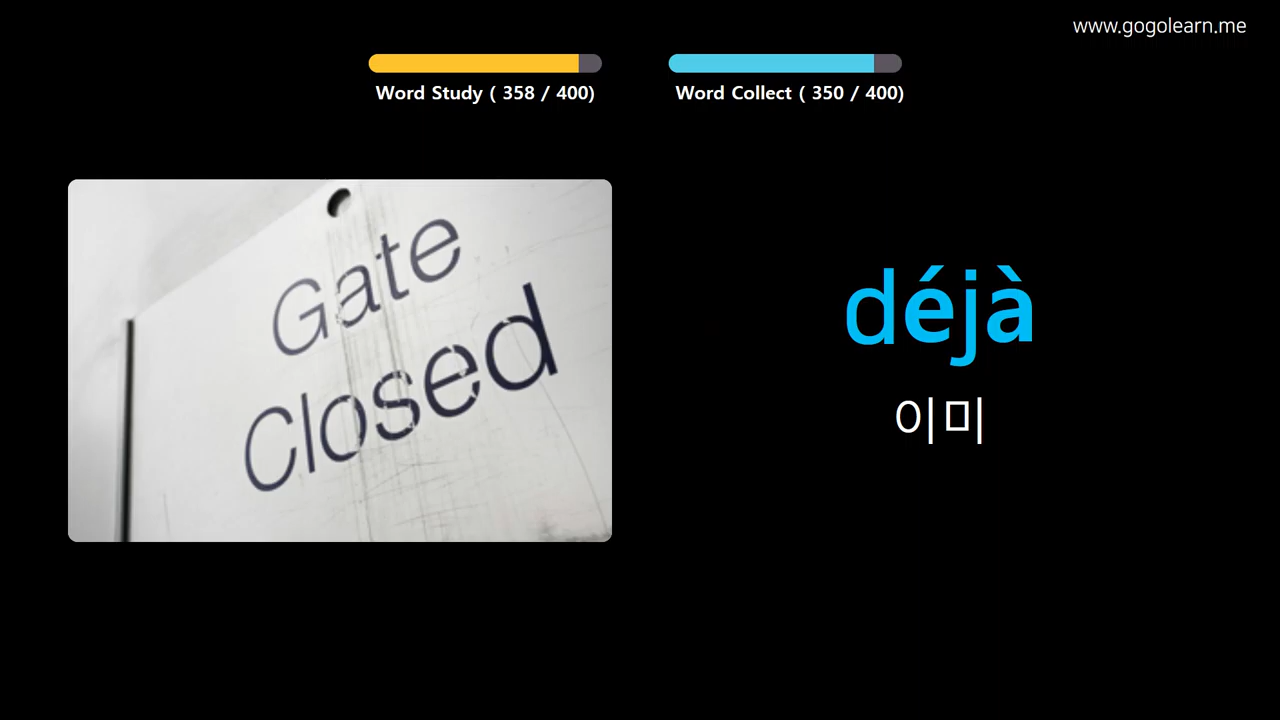 www.gogolearn.me
Word Study ( 358 / 400)
Word Collect ( 350 / 400)
Gate
Closed
déjà
이미